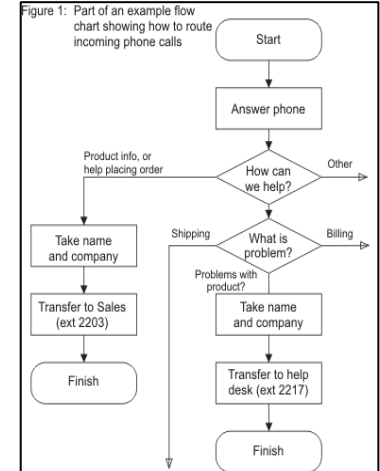 Figure 1: Part of an example flow
chart showing how to route
incoming phone calls
Start
Answer phone
Product info, or
help placing order
How can
we help?
Other
Take name
and company
Transfer to Sales
(ext 2203)
Finish
Shipping
What is
problem?
Billing
Problems with
product?
Take name
and company
Transfer to help
desk (ext 2217)
Finish